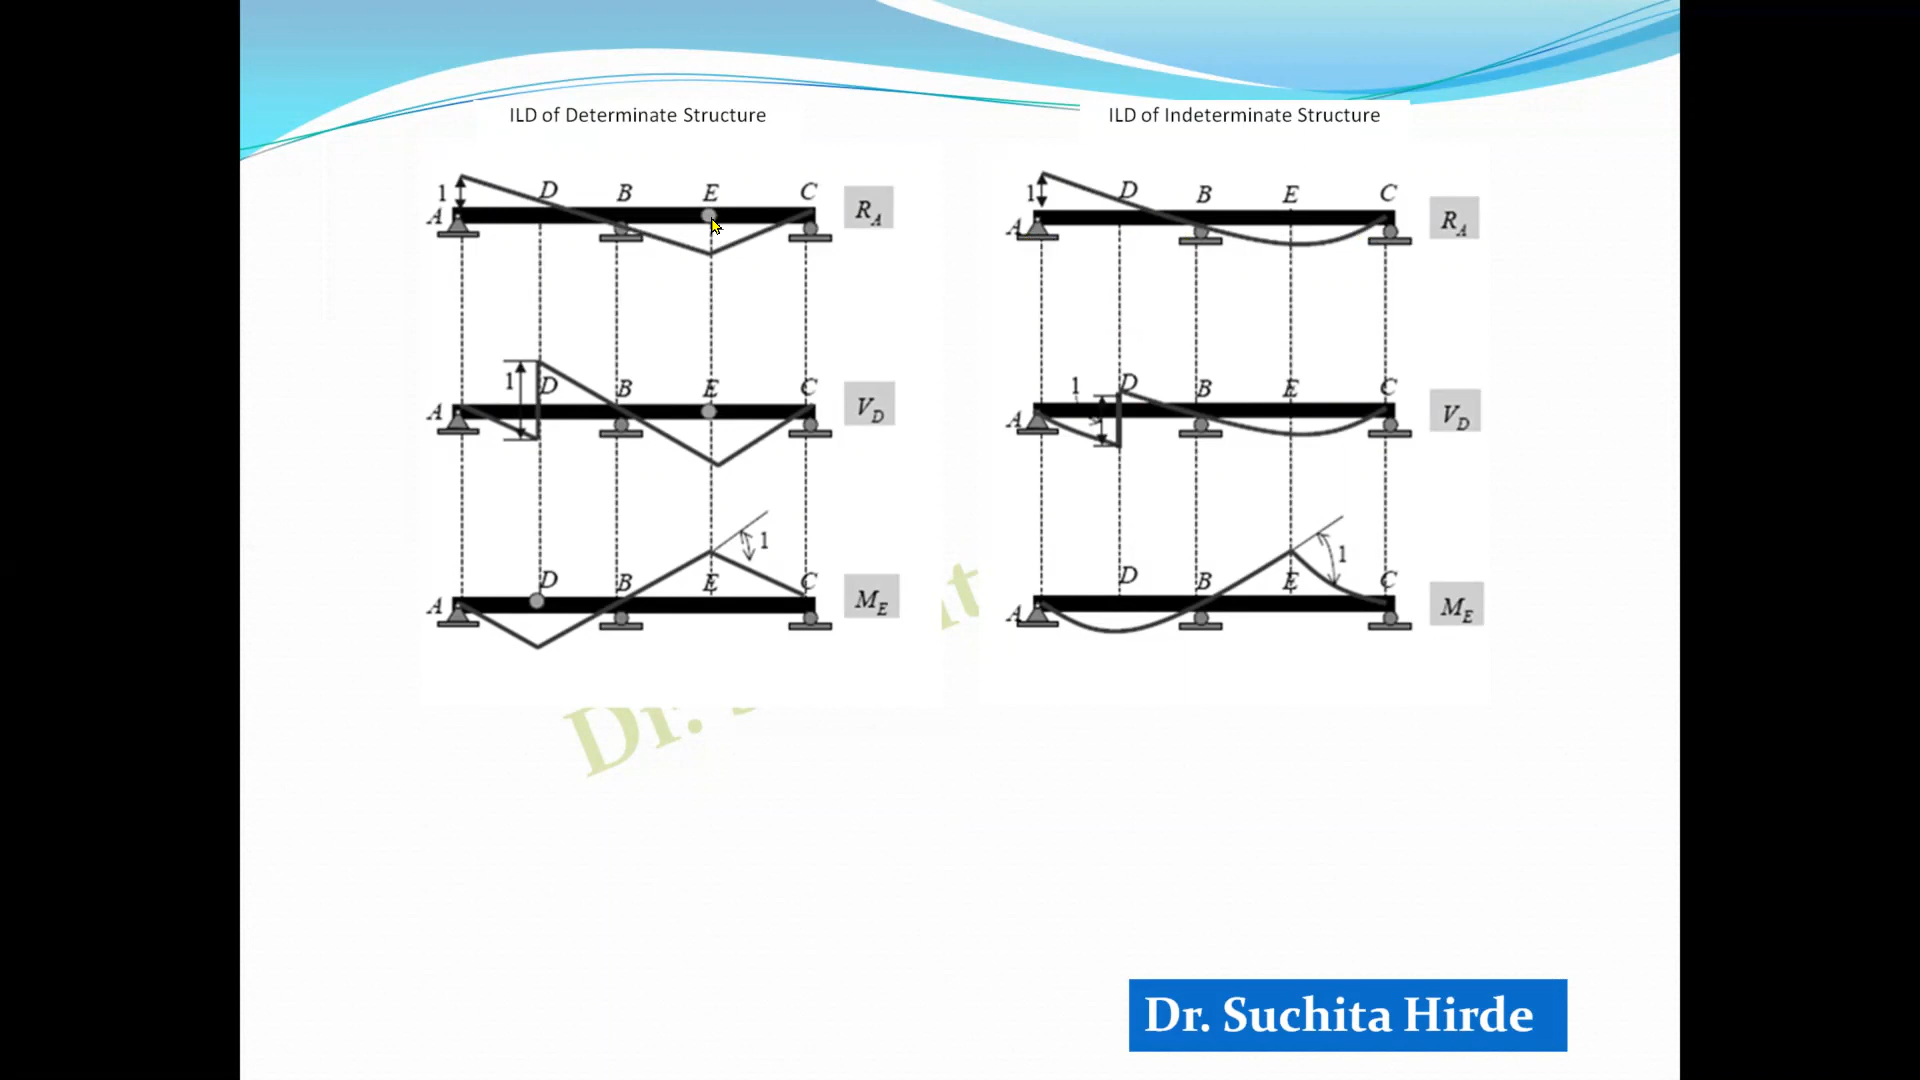 ILD of Determinate Structure
1
A
D
B
E
C
R_A
1
A
D
B
E
C
V_D
1
A
D
B
E
C
M_E
ILD of Indeterminate Structure
1
A
D
B
E
C
R_A
1
A
D
B
E
C
V_D
1
A
D
B
E
C
M_E
Dr.
Dr. Suchita Hirde